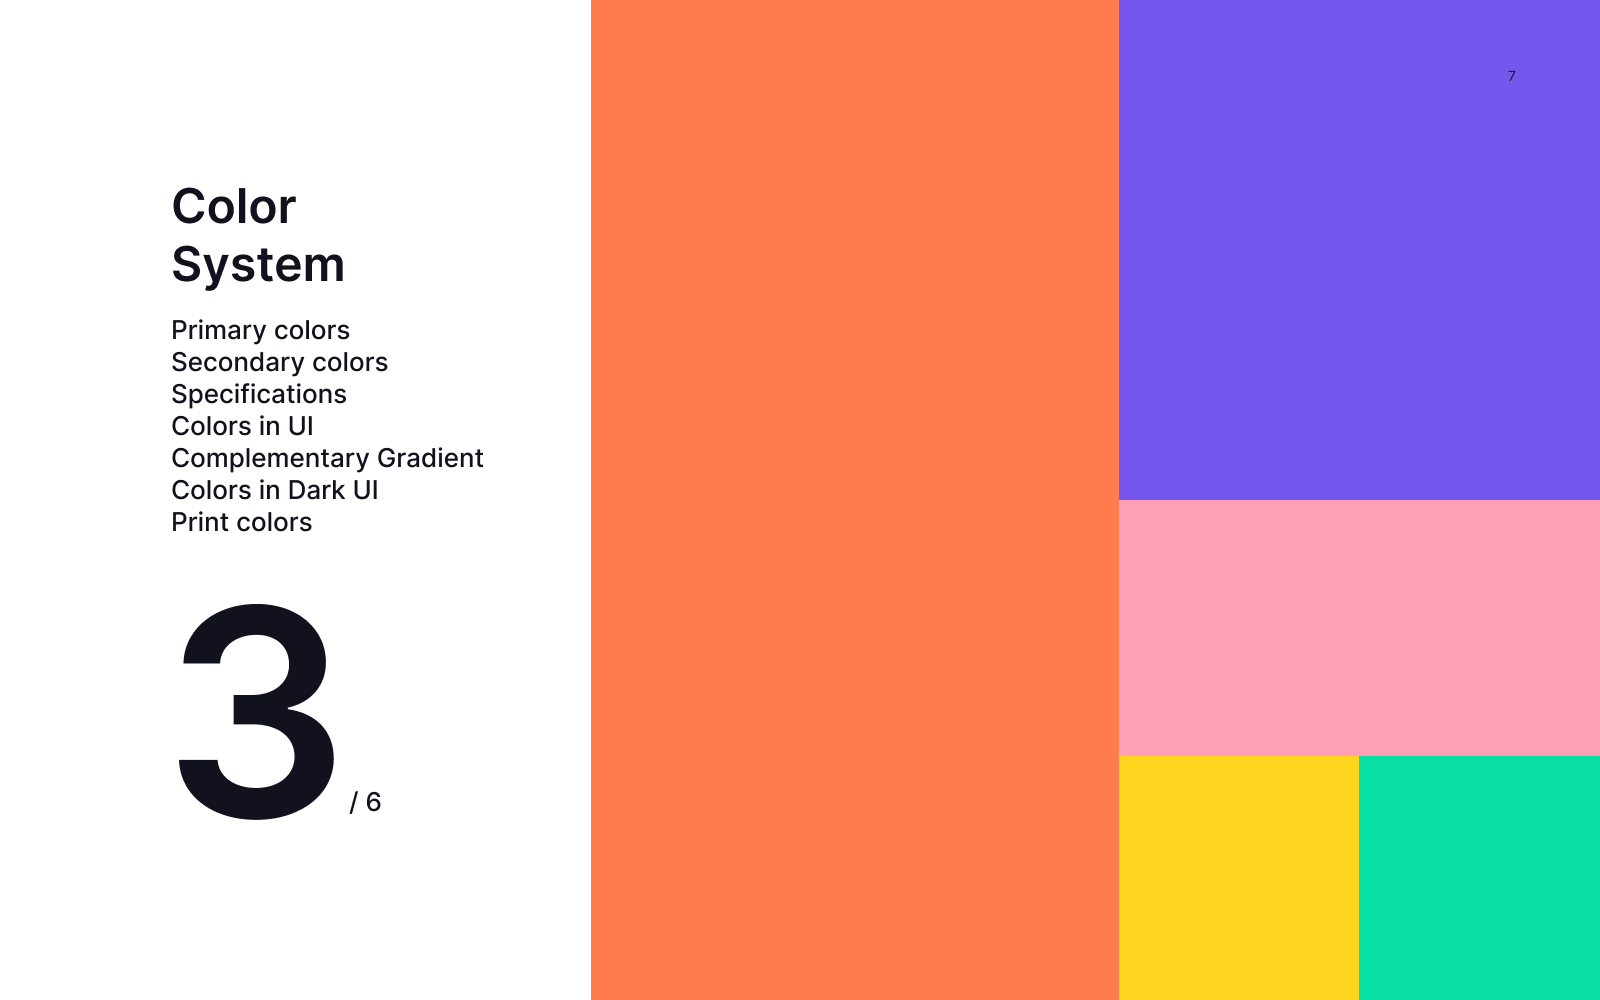 7
Color
System
Primary colors
Secondary colors
Specifications
Colors in UI
Complementary Gradient
Colors in Dark UI
Print colors
3 / 6